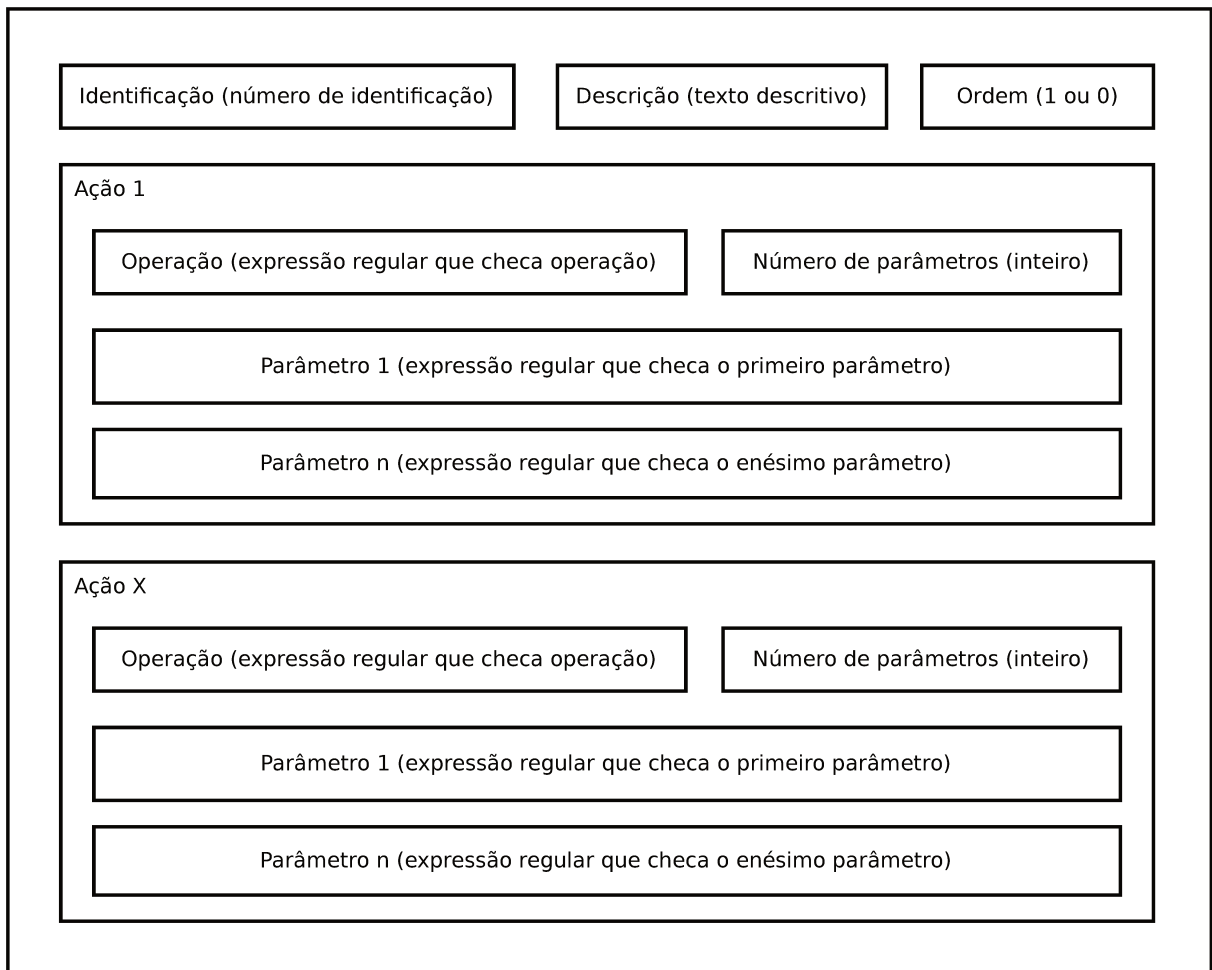 Identificação (número de identificação)
Descrição (texto descritivo)
Ordem (1 ou 0)
Ação 1
Operação (expressão regular que checa operação)
Número de parâmetros (inteiro)
Parâmetro 1 (expressão regular que checa o primeiro parâmetro)
Parâmetro n (expressão regular que checa o enésimo parâmetro)
Ação X
Operação (expressão regular que checa operação)
Número de parâmetros (inteiro)
Parâmetro 1 (expressão regular que checa o primeiro parâmetro)
Parâmetro n (expressão regular que checa o enésimo parâmetro)